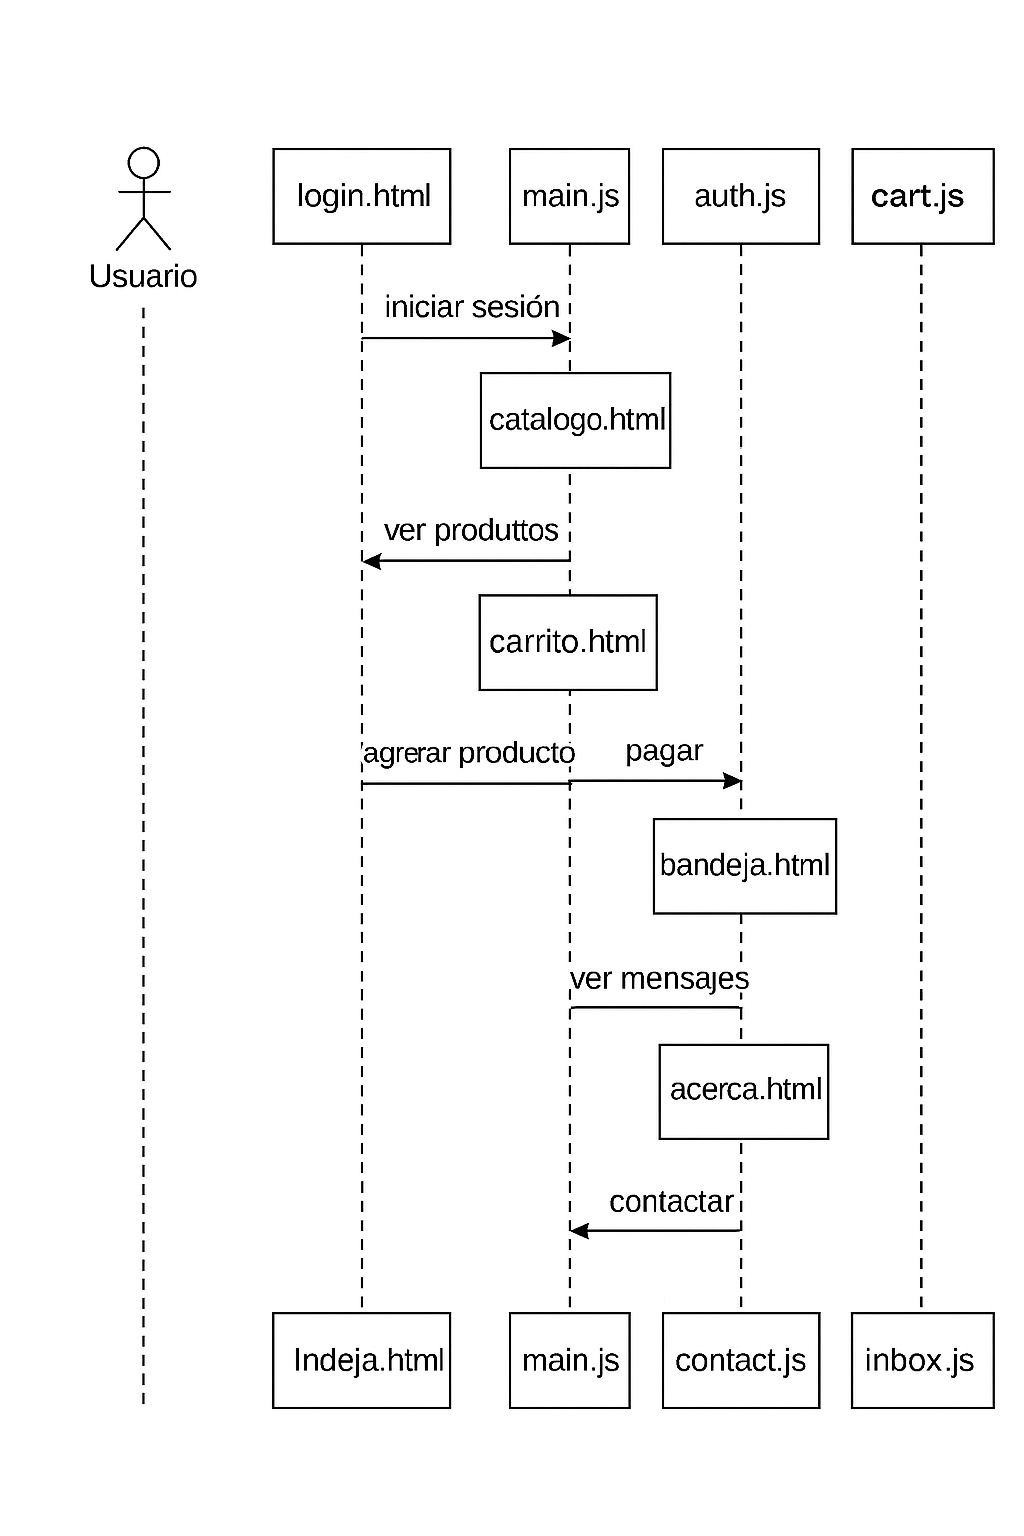 login.html
main.js
auth.js
cart.js
Usuario
iniciar sesión
catalogo.html
ver produttos
carrito.html
agrerar producto
pagar
bandeja.html
ver mensajes
acerca.html
contactar
Indeja.html
main.js
contact.js
inbox.js